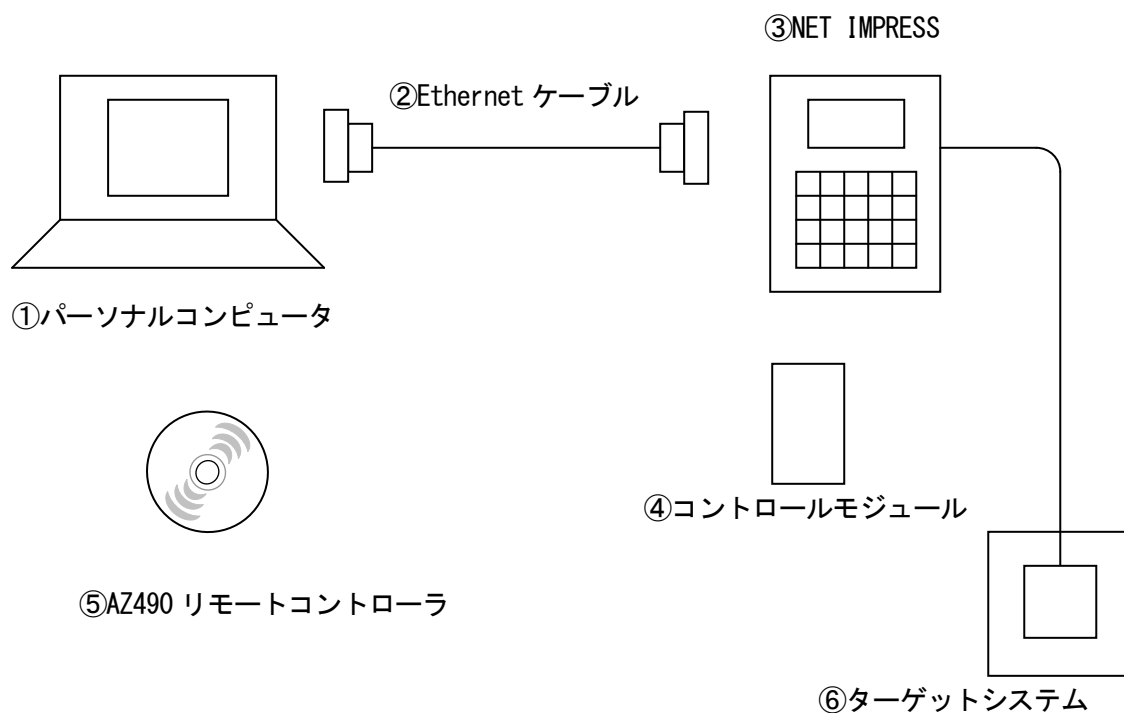 ③NET IMPRESS
②Ethernet ケーブル
①パーソナルコンピュータ
④コントロールモジュール
⑤AZ490 リモートコントローラ
⑥ターゲットシステム